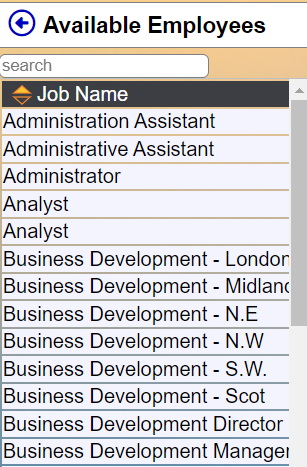 Available Employees
search
Job Name
Administration Assistant
Administrative Assistant
Administrator
Analyst
Analyst
Business Development - London
Business Development - Midlan
Business Development - N.E
Business Development - N.W
Business Development - S.W.
Business Development - Scot
Business Development Director
Business Development Manager